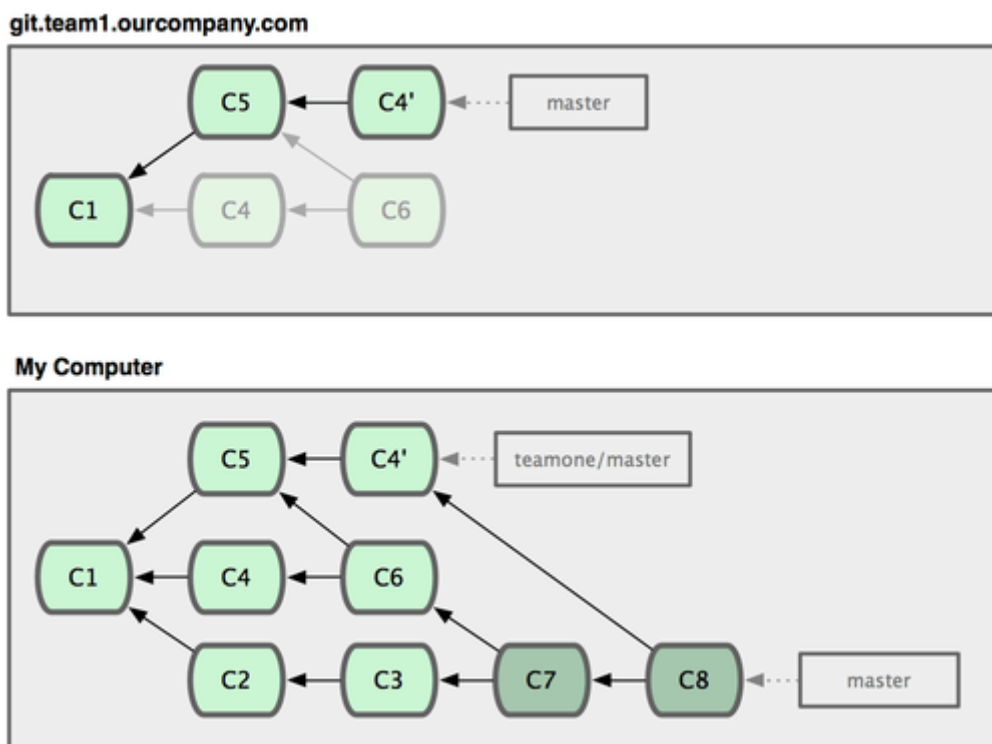 git.team1.ourcompany.com
C5 C4' master
C1 C4 C6
My Computer
C5 C4' teamone/master
C1 C4 C6
C2 C3 C7 C8 master